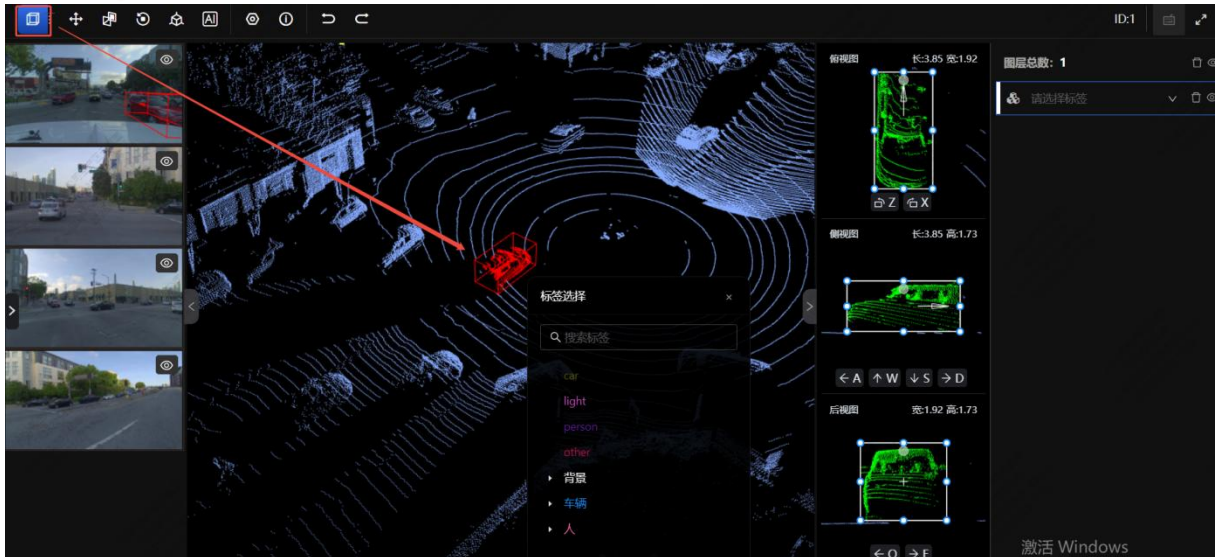 AI
ID:1
俯视图 长:3.85 宽:1.92
Z X
侧视图 长:3.85 高:1.73
A W S D
后视图 宽:1.92 高:1.73
Q E
图层总数: 1
请选择标签
标签选择
搜索标签
car
light
person
other
背景
车辆
人
激活 Windows